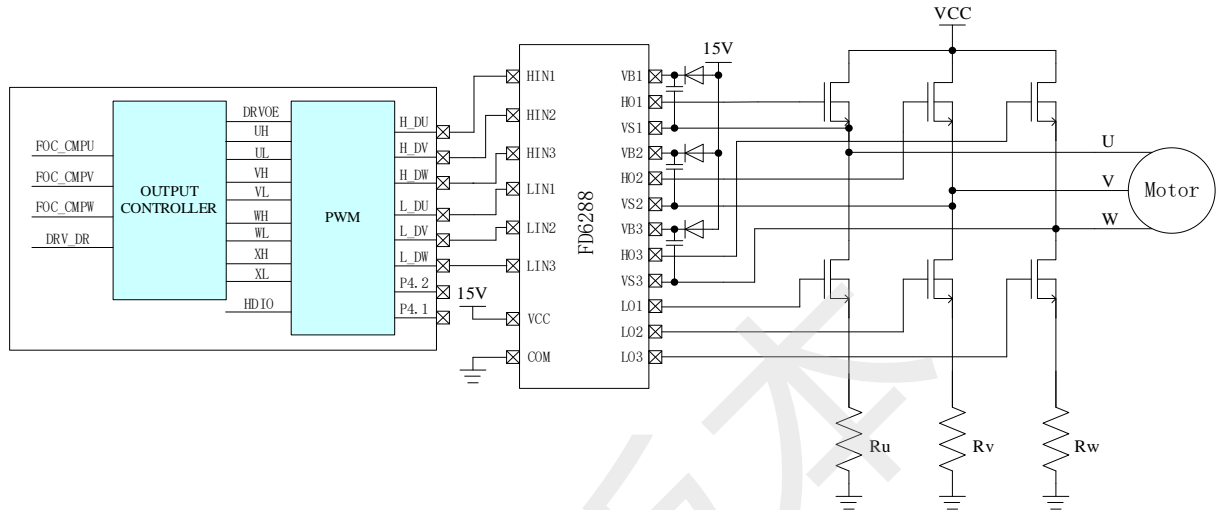 FOC_CMPU
FOC_CMPV
FOC_CMPW
DRV_DR
OUTPUT
CONTROLLER
DRVOE
UH
UL
VH
VL
WH
WL
XH
XL
HDIO
PWM
H_DU
H_DV
H_DW
L_DU
L_DV
L_DW
P4.2
P4.1
15V
HIN1
HIN2
HIN3
LIN1
LIN2
LIN3
VCC
COM
FD6288
VB1
HO1
VS1
VB2
HO2
VS2
VB3
HO3
VS3
LO1
LO2
LO3
15V
VCC
U
V
W
Motor
Ru
Rv
Rw
本